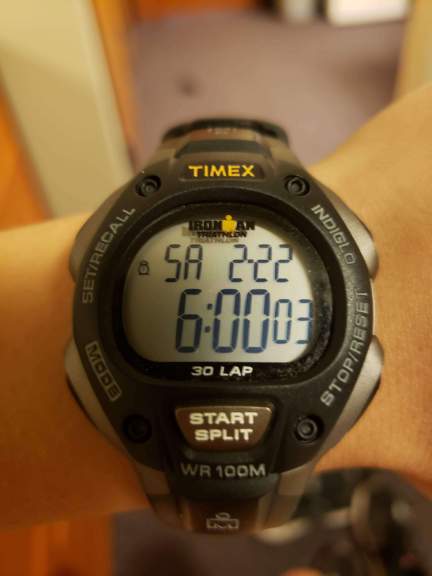 TIMEX
IRONMAN
TRIATHLON
SET/RECALL
INDIGLO
SA 2-22
6:00 03
MODE
STOP/RESET
30 LAP
START
SPLIT
WR 100M